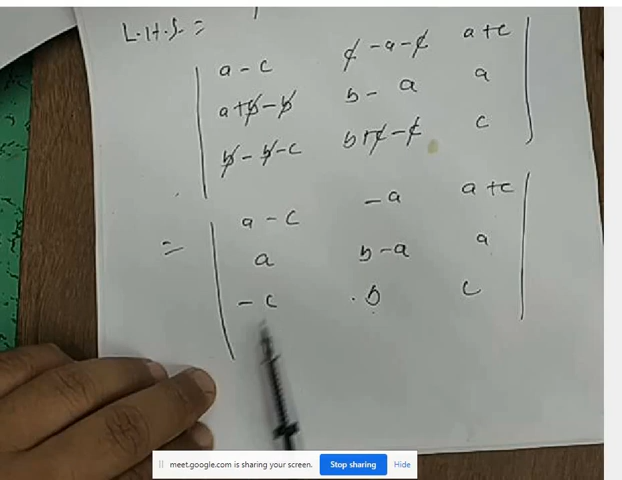 L.H.S. =
a - c c - a - c a + c
a + b - b b - a a
b - b - c b + c - c c
= a - c - a a + c
a b - a a
- c b c
meet.google.com is sharing your screen. Stop sharing Hide